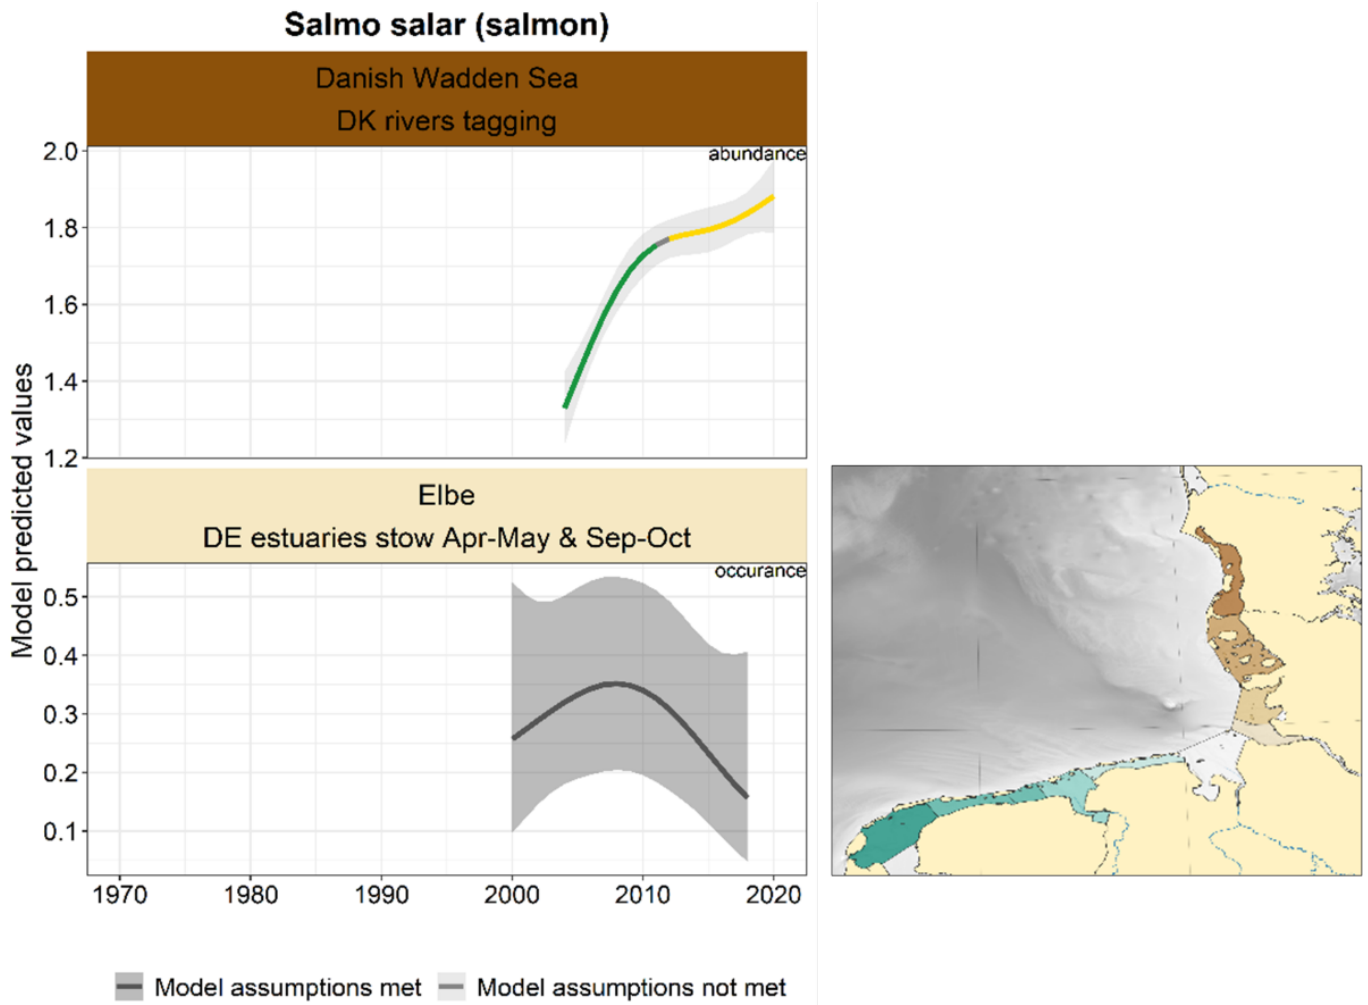 Salmo salar (salmon)
Danish Wadden Sea
DK rivers tagging
abundance
2.0
1.8
1.6
1.4
1.2
Model predicted values
Elbe
DE estuaries stow Apr-May & Sep-Oct
occurance
0.5
0.4
0.3
0.2
0.1
1970 1980 1990 2000 2010 2020
Model assumptions met Model assumptions not met